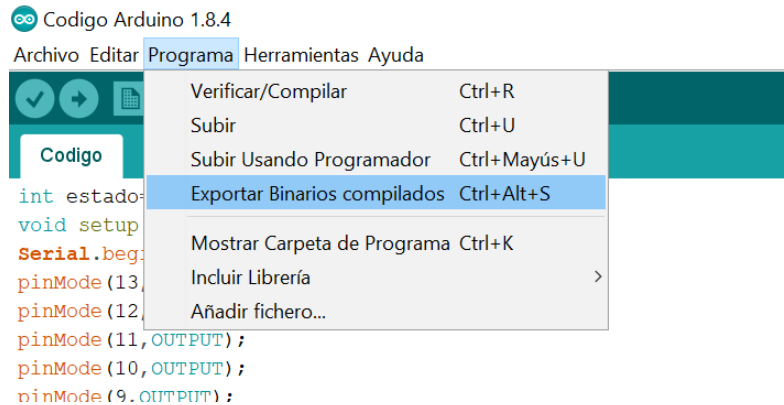 Codigo Arduino 1.8.4
Archivo Editar Programa Herramientas Ayuda
Verificar/Compilar Ctrl+R
Subir Ctrl+U
Subir Usando Programador Ctrl+Mayús+U
Exportar Binarios compilados Ctrl+Alt+S
Mostrar Carpeta de Programa Ctrl+K
Incluir Librería
Añadir fichero...
Codigo
int estado=
void setup
Serial.begi
pinMode(13,
pinMode(12,
pinMode(11,OUTPUT);
pinMode(10,OUTPUT);
pinMode(9,OUTPUT);